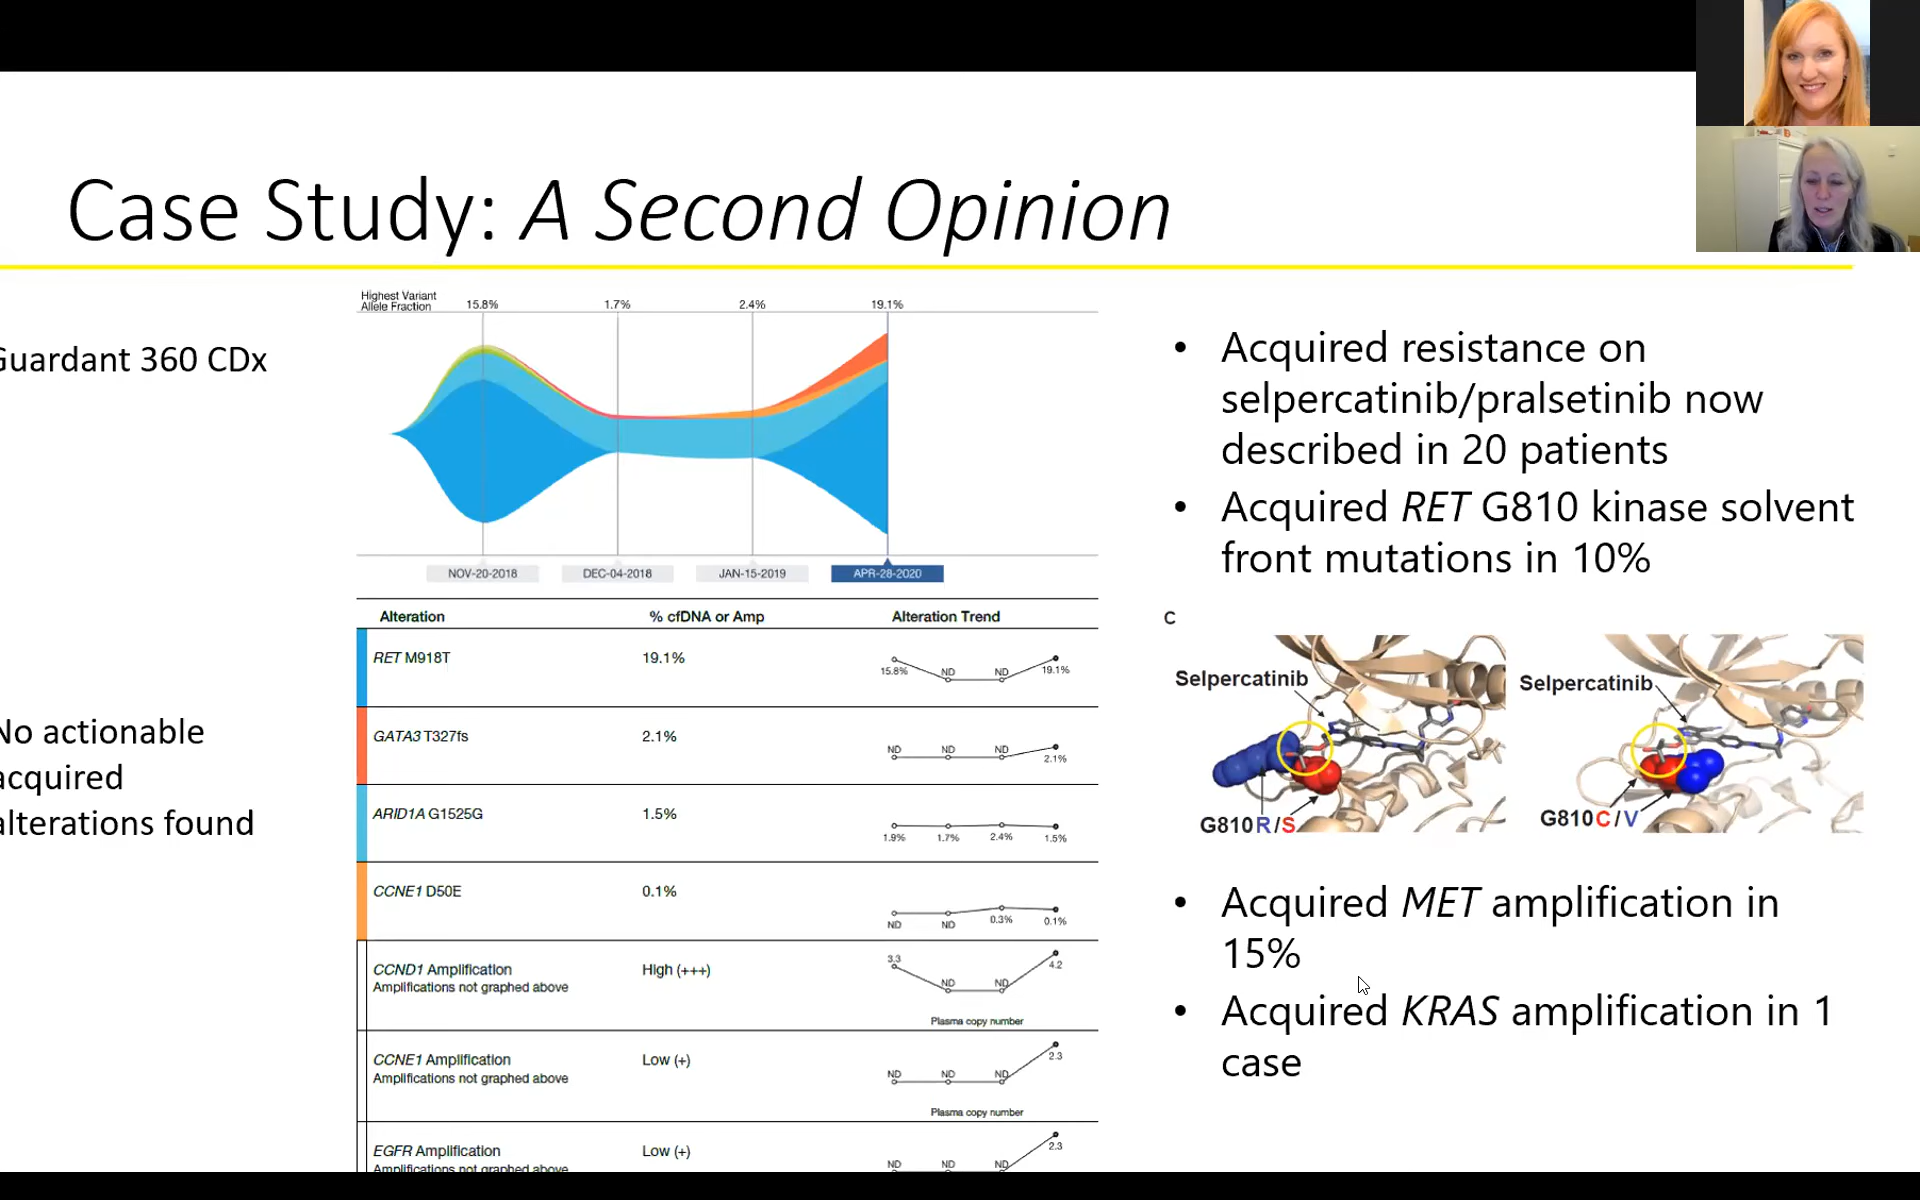 Case Study: A Second Opinion
Guardant 360 CDx
No actionable
acquired
alterations found
Highest Variant
Allele Fraction
15.8% 1.7% 2.4% 19.1%
NOV-20-2018 DEC-04-2018 JAN-15-2019 APR-28-2020
Alteration % cfDNA or Amp Alteration Trend
RET M918T 19.1% 15.8% ND ND 19.1%
GATA3 T327fs 2.1% ND ND ND 2.1%
ARID1A G1525G 1.5% 1.9% 1.7% 2.4% 1.5%
CCNE1 D50E 0.1% ND ND 0.3% 0.1%
CCND1 Amplification High (+++) 3.3 ND ND 4.2
Amplifications not graphed above
Plasma copy number
CCNE1 Amplification Low (+) ND ND ND 2.3
Amplifications not graphed above
Plasma copy number
EGFR Amplification Low (+) ND ND ND 2.3
Amplifications not graphed above
• Acquired resistance on
selpercatinib/pralsetinib now
described in 20 patients
• Acquired RET G810 kinase solvent
front mutations in 10%
C
Selpercatinib
G810R/S
Selpercatinib
G810C/V
• Acquired MET amplification in
15%
• Acquired KRAS amplification in 1
case